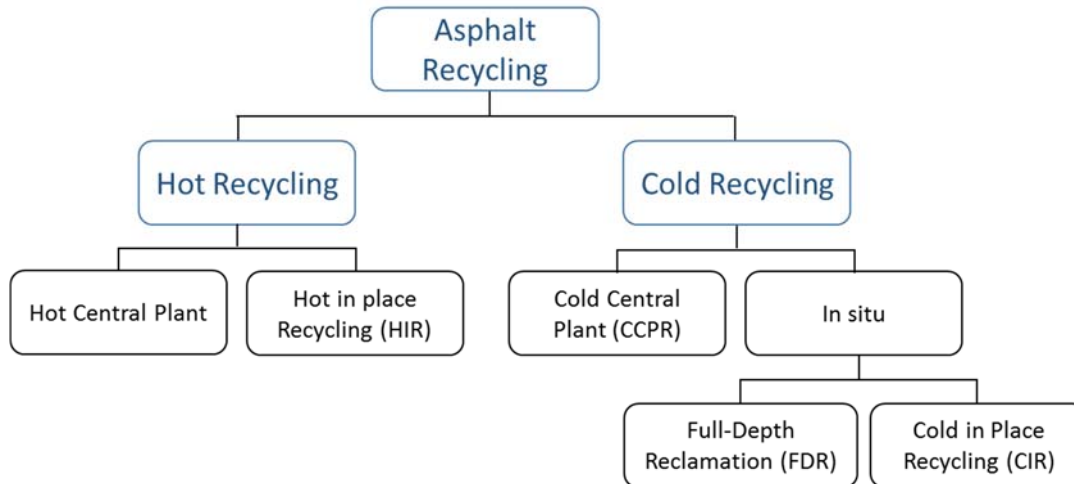 Asphalt
Recycling
Hot Recycling
Cold Recycling
Hot Central Plant
Hot in place
Recycling (HIR)
Cold Central
Plant (CCPR)
In situ
Full-Depth
Reclamation (FDR)
Cold in Place
Recycling (CIR)